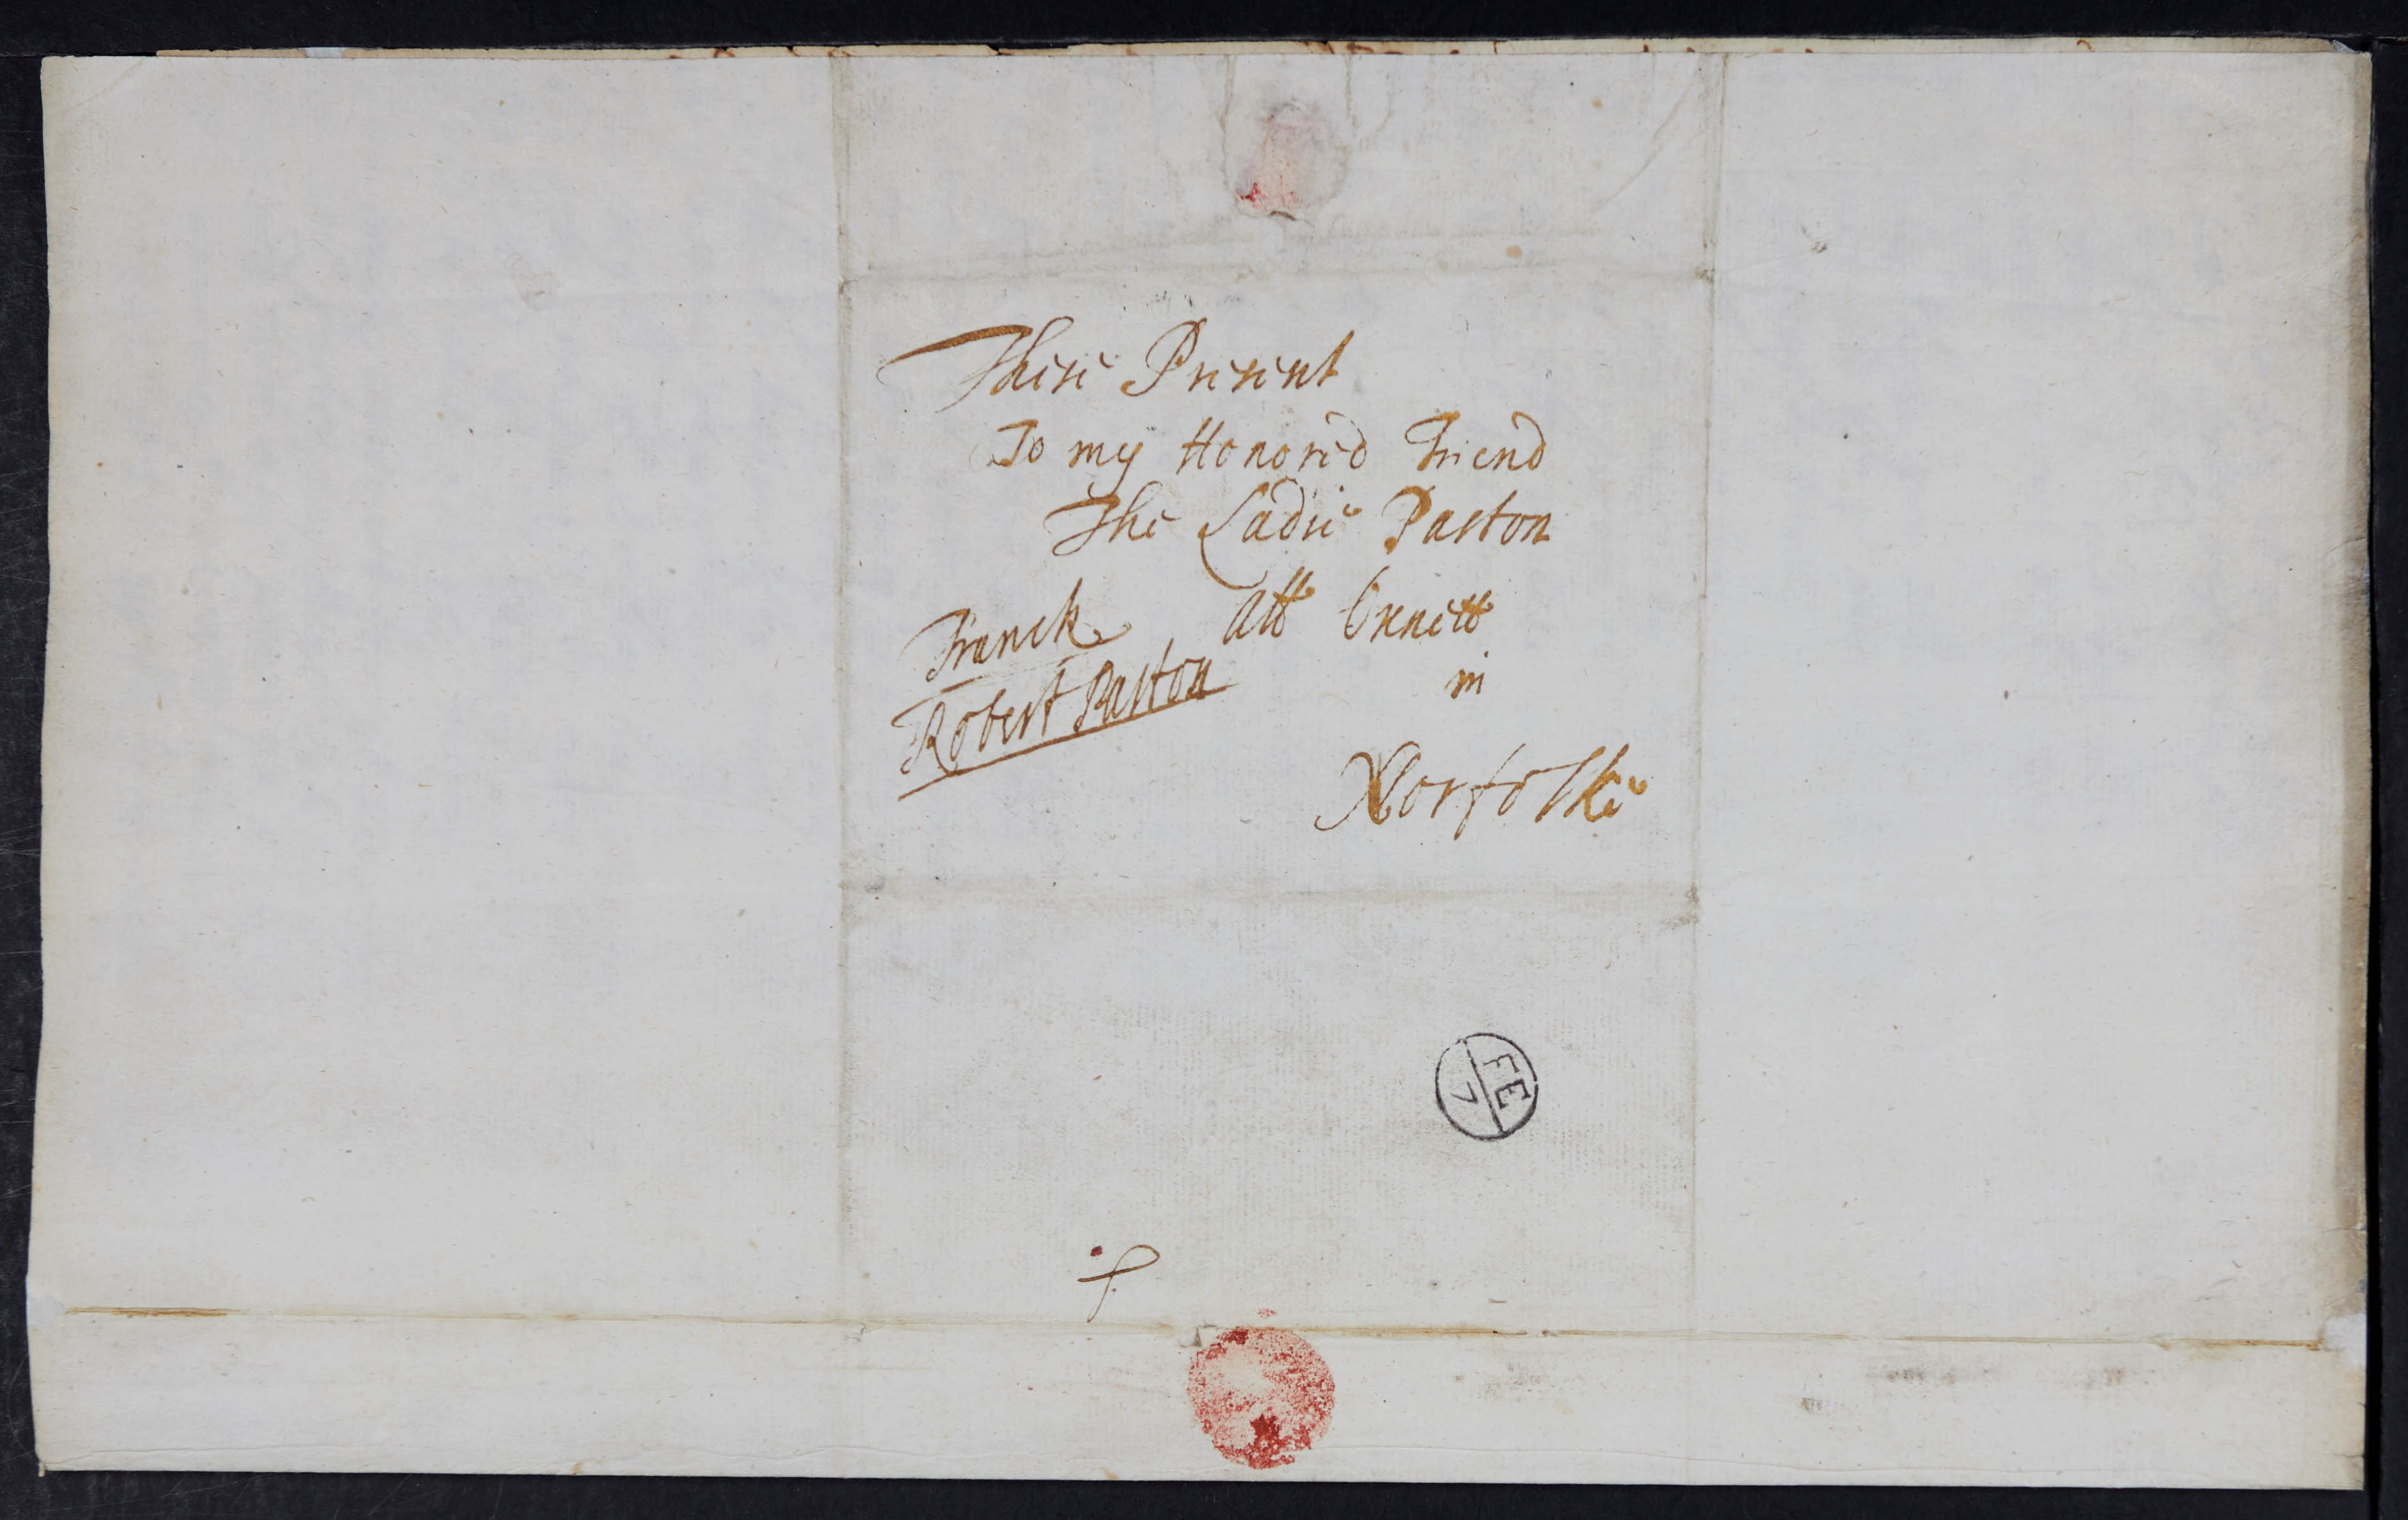 These Present
To my Honored Friend
The Ladie Paston
Att Oxnett
in
Norfolke
Franck
Robert Paston
FE
7